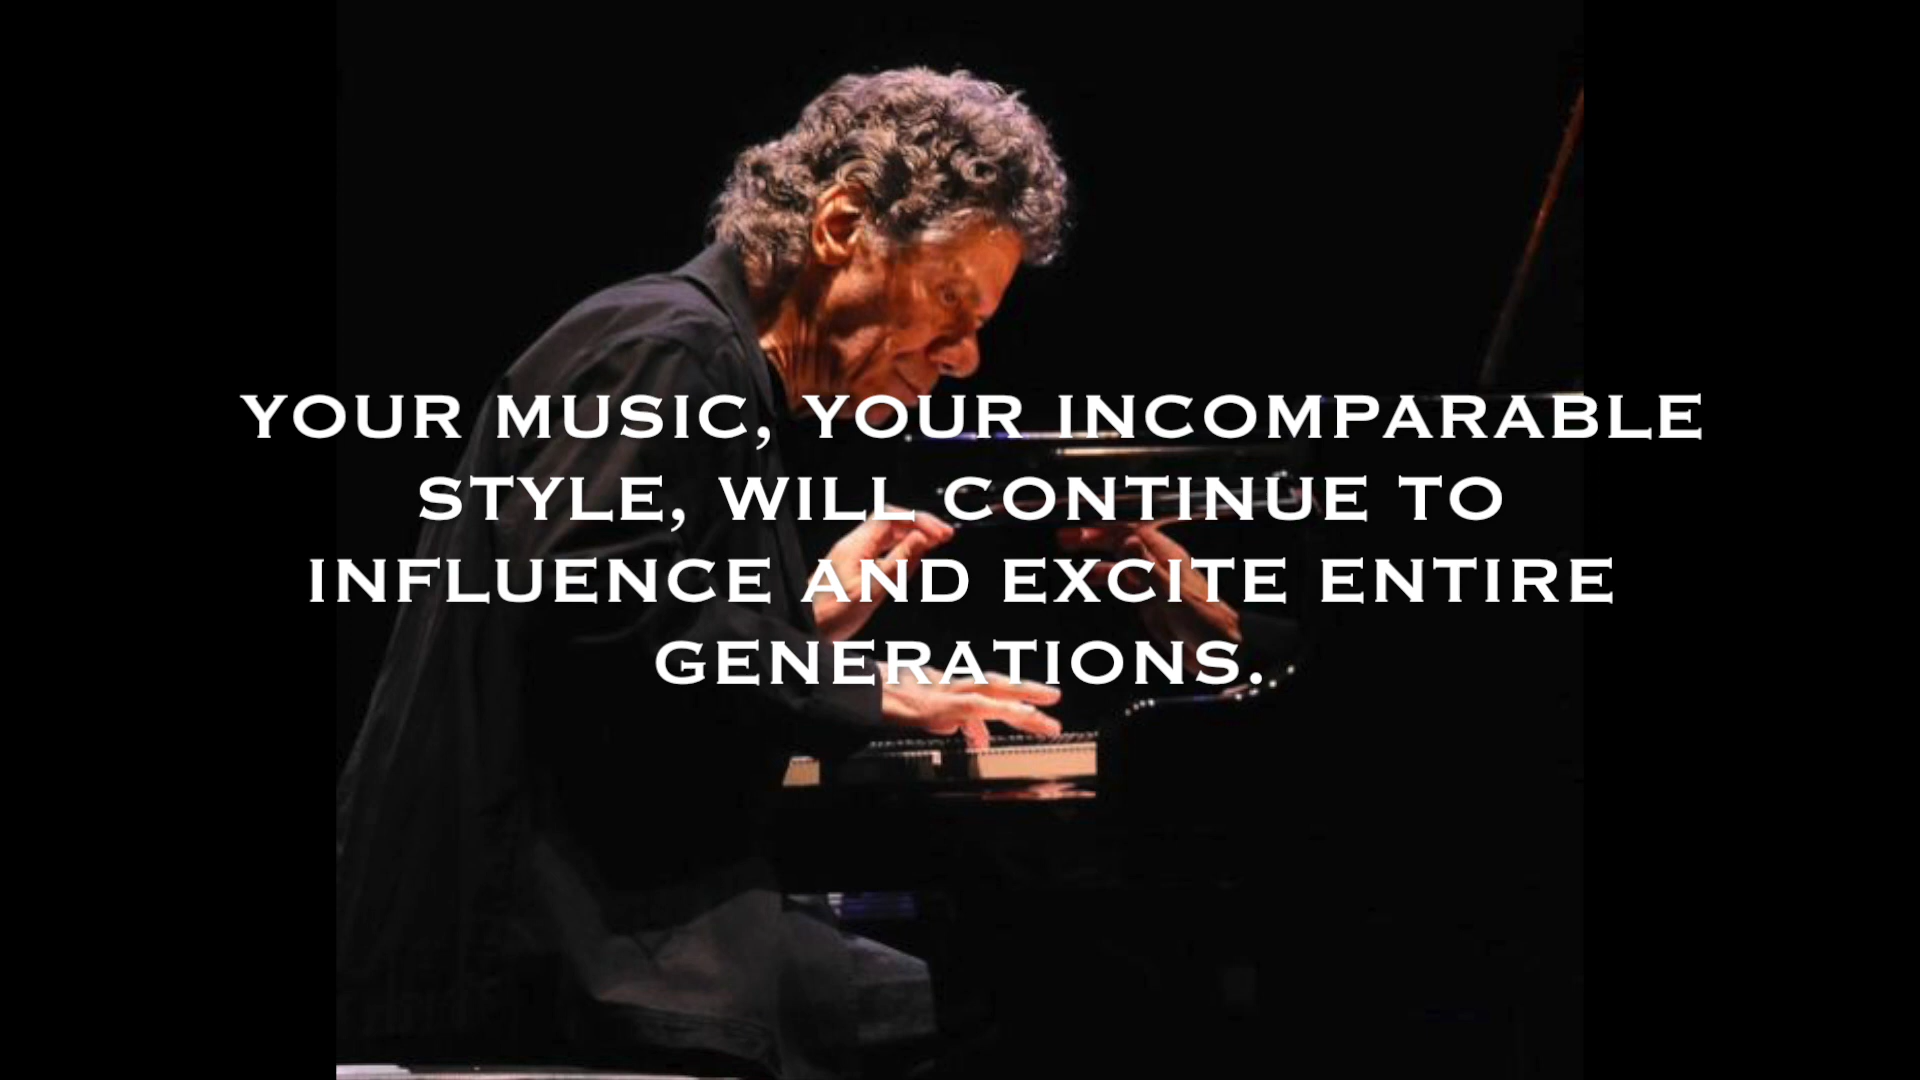 YOUR MUSIC, YOUR INCOMPARABLE
STYLE, WILL CONTINUE TO
INFLUENCE AND EXCITE ENTIRE
GENERATIONS.